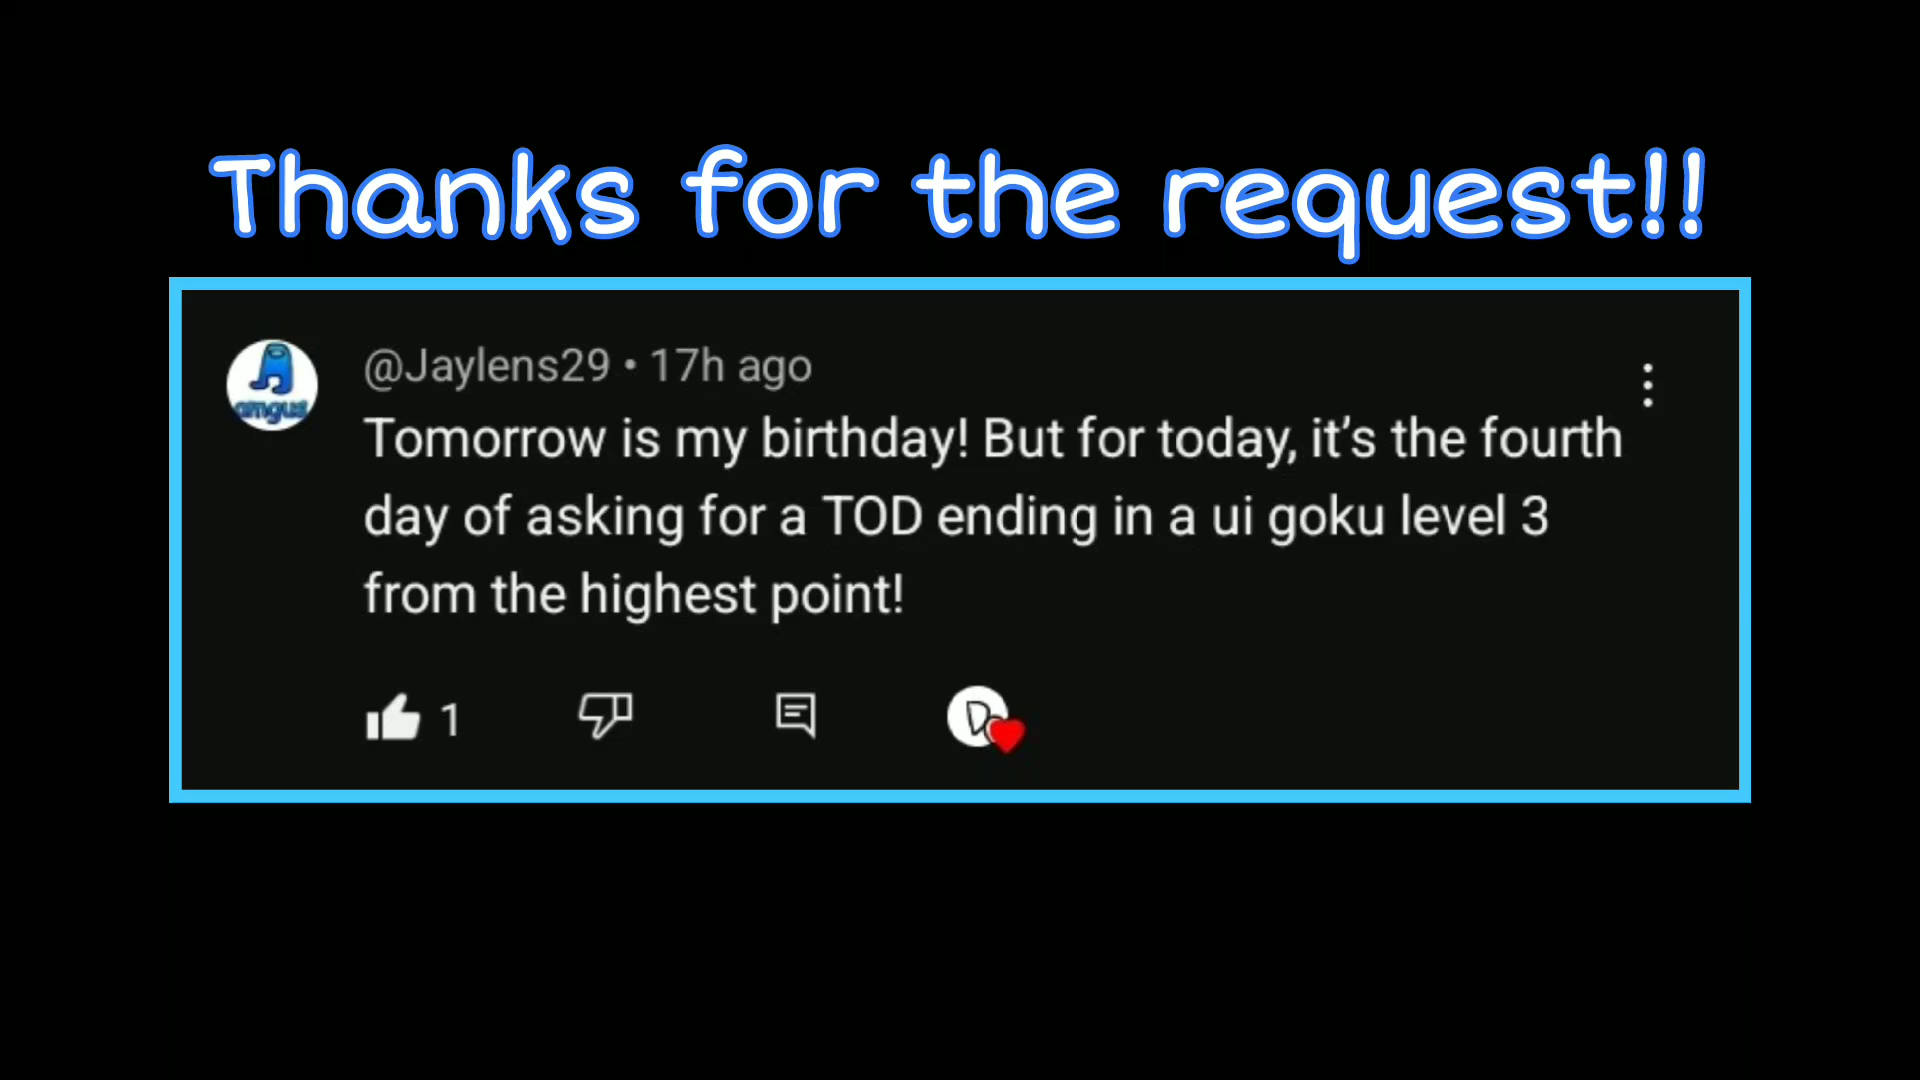 Thanks for the request!!
@Jaylens29 • 17h ago
amgus
Tomorrow is my birthday! But for today, it’s the fourth
day of asking for a TOD ending in a ui goku level 3
from the highest point!
1
D